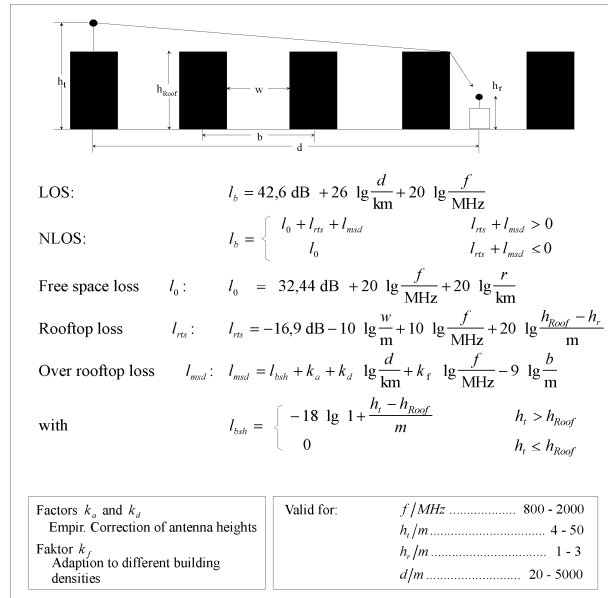 h_t
h_Roof
w
h_r
b
d
LOS: l_b = 42,6 dB + 26 lg d/km + 20 lg f/MHz
NLOS: l_b = { l_0 + l_rts + l_msd    l_rts + l_msd > 0
l_0    l_rts + l_msd ≤ 0
Free space loss l_0 : l_0 = 32,44 dB + 20 lg f/MHz + 20 lg r/km
Rooftop loss l_rts : l_rts = −16,9 dB − 10 lg w/m + 10 lg f/MHz + 20 lg (h_Roof − h_r)/m
Over rooftop loss l_msd : l_msd = l_bsh + k_a + k_d lg d/km + k_f lg f/MHz − 9 lg b/m
with l_bsh = { −18 lg 1 + (h_t − h_Roof)/m    h_t > h_Roof
0    h_t ≤ h_Roof
Factors k_a and k_d
Empir. Correction of antenna heights
Faktor k_f
Adaption to different building
densities
Valid for: f/MHz .................... 800 - 2000
h_t/m ........................... 4 - 50
h_r/m ............................. 1 - 3
d/m ........................... 20 - 5000